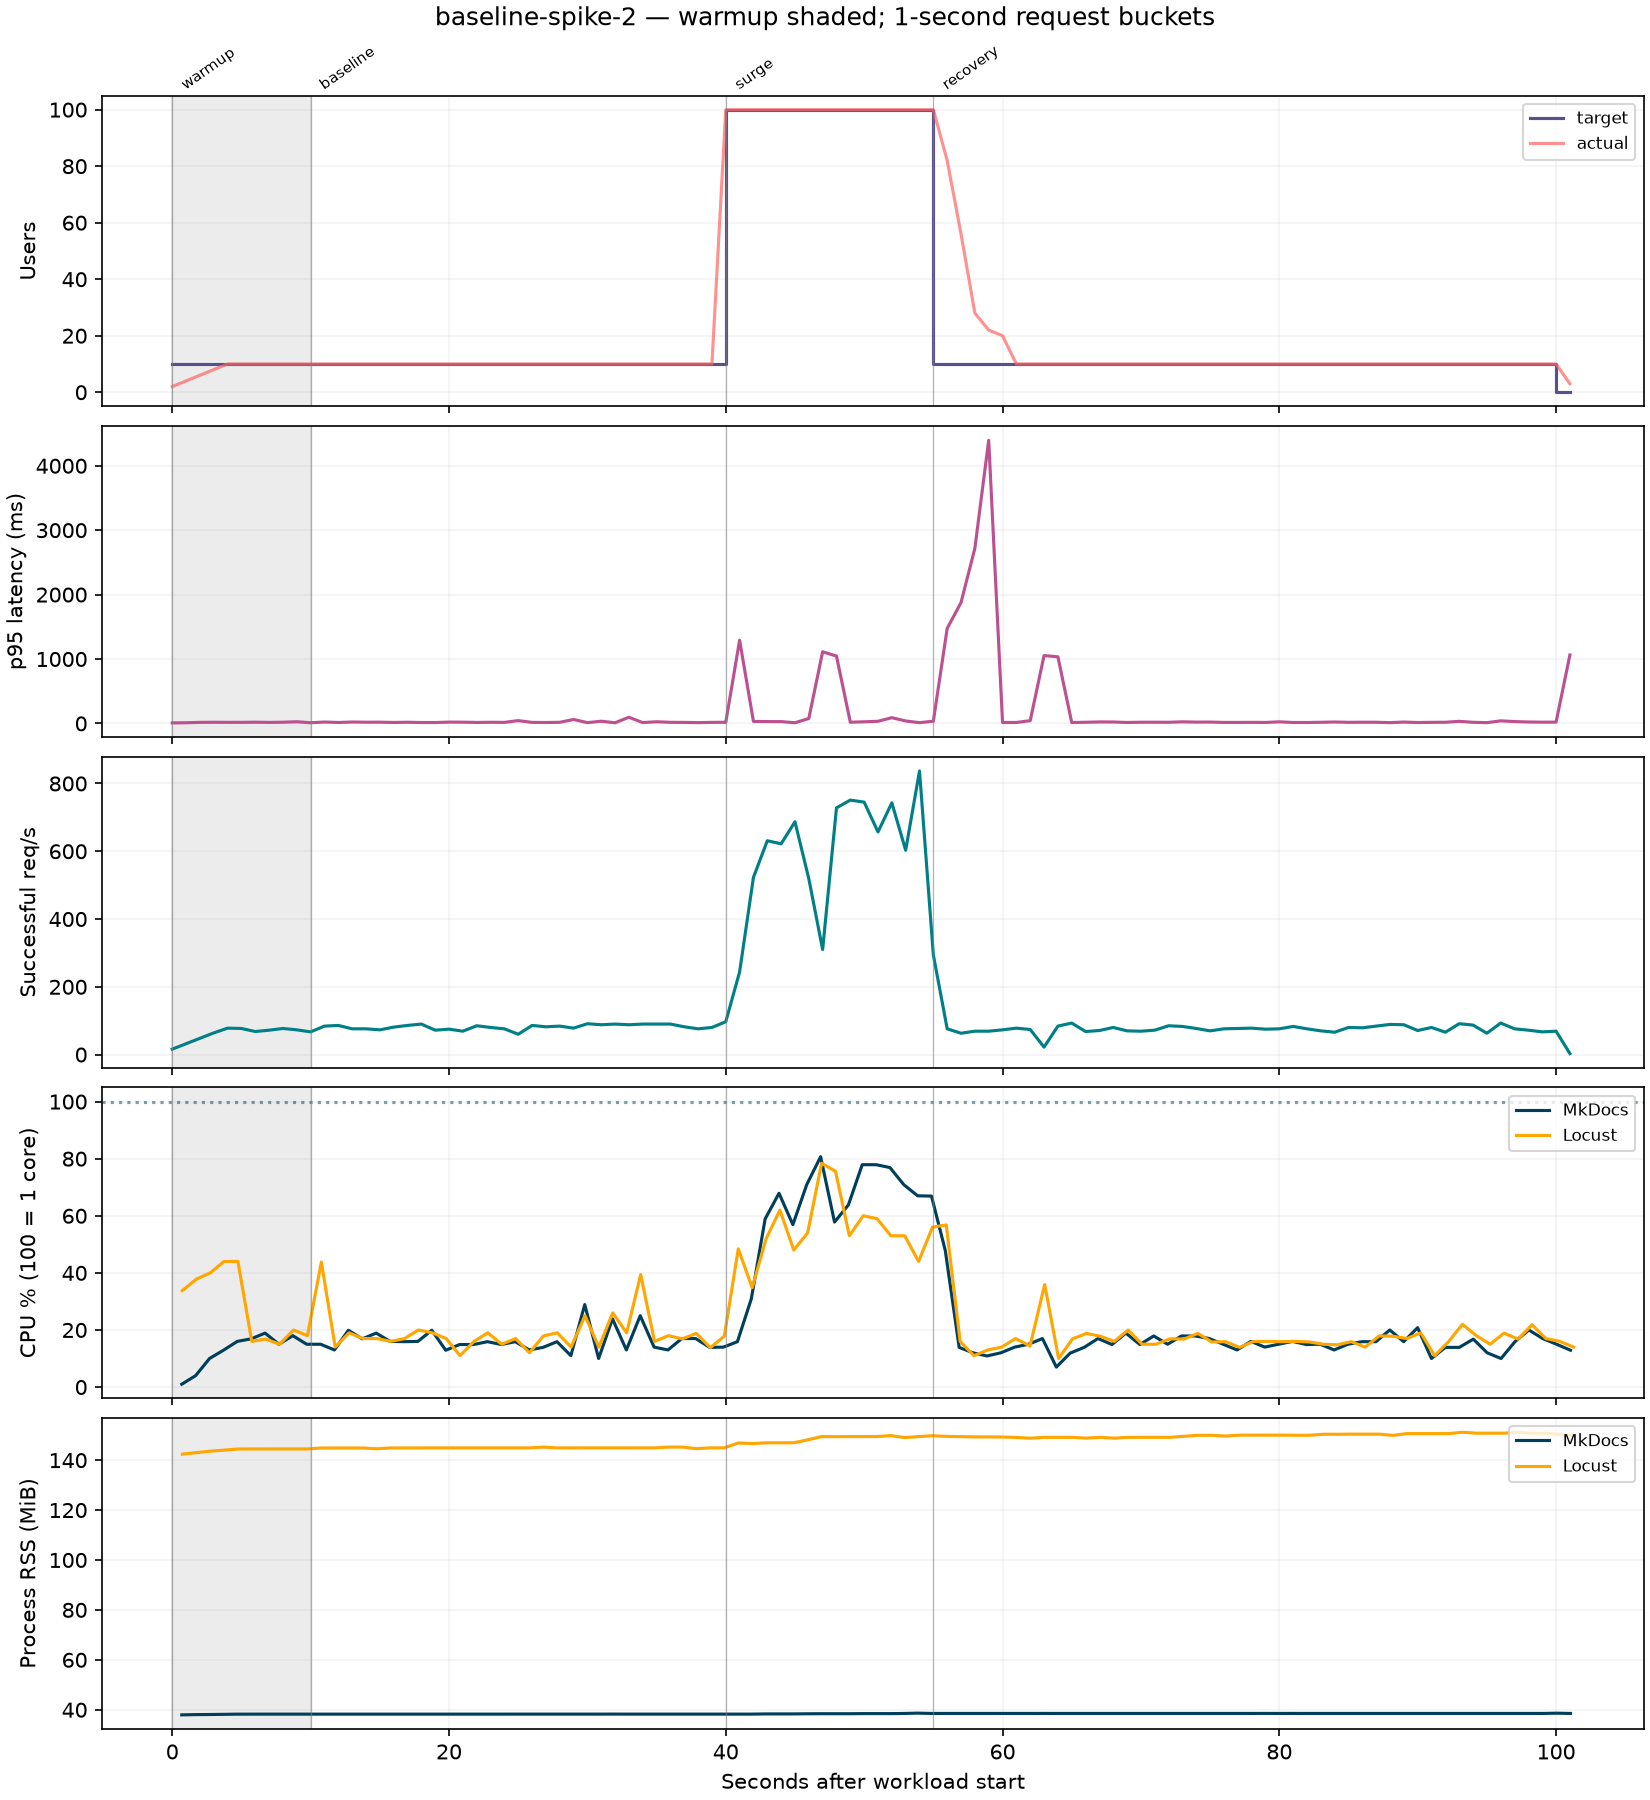 baseline-spike-2 — warmup shaded; 1-second request buckets
warmup
baseline
surge
recovery
100
80
60
40
20
0
Users
target
actual
4000
3000
2000
1000
0
p95 latency (ms)
800
600
400
200
0
Successful req/s
100
80
60
40
20
0
CPU % (100 = 1 core)
MkDocs
Locust
140
120
100
80
60
40
Process RSS (MiB)
MkDocs
Locust
0
20
40
60
80
100
Seconds after workload start